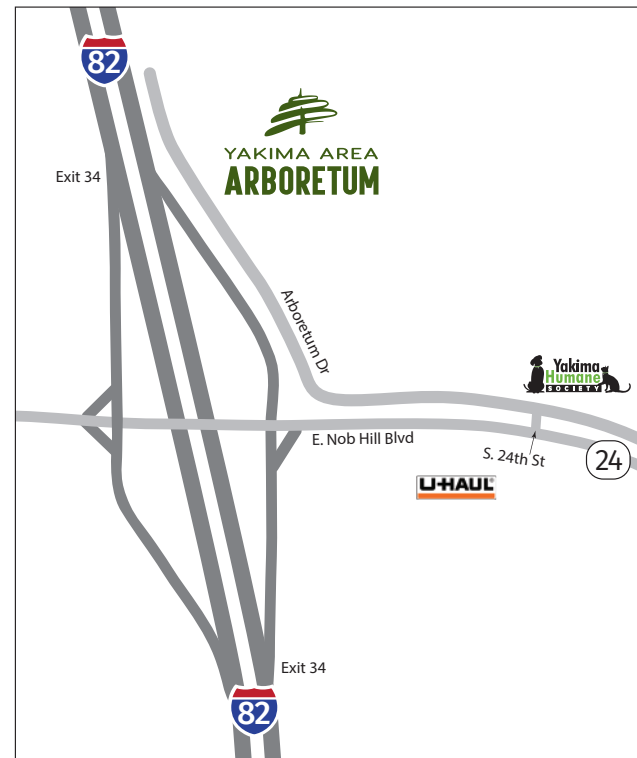 82
YAKIMA AREA
ARBORETUM
Exit 34
Arboretum Dr
Yakima
Humane
SOCIETY
E. Nob Hill Blvd
S. 24th St
24
U-HAUL®
Exit 34
82